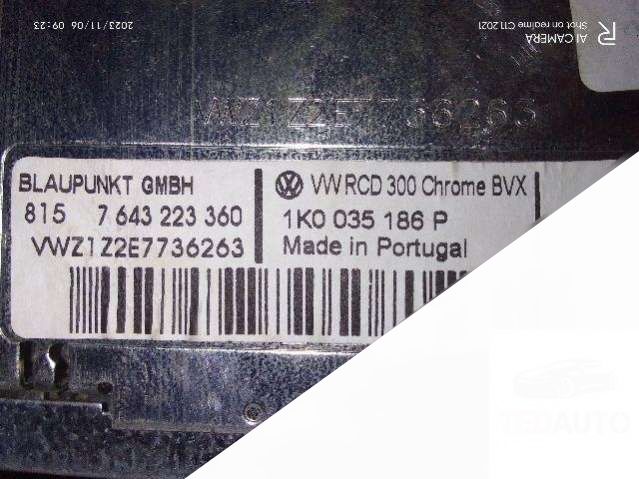 2023/11/06 09:23
AI CAMERA
Shot on realme C11 2021
VWZ1Z2E7736263
BLAUPUNKT GMBH
815 7 643 223 360
VWZ1Z2E7736263
VW RCD 300 Chrome BVX
1K0 035 186 P
Made in Portugal
TEDAUTO